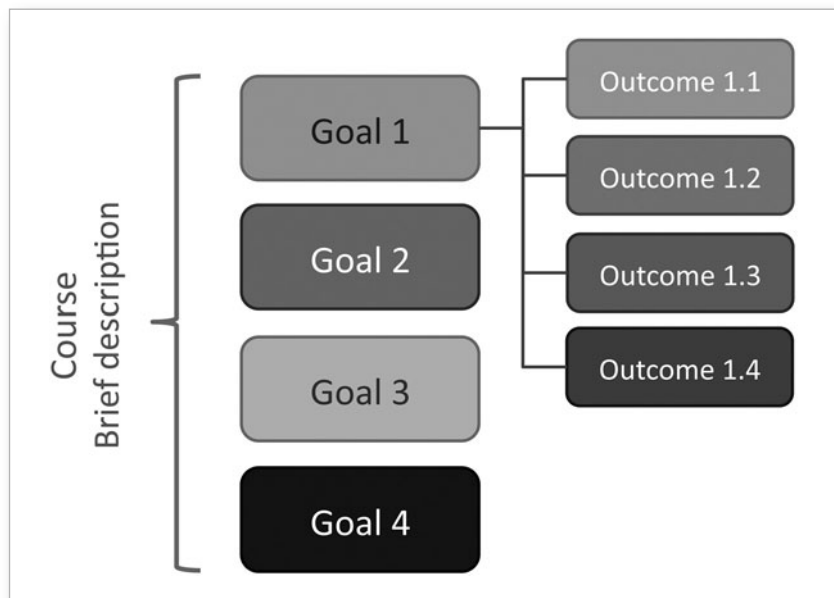 Course
Brief description
Goal 1
Goal 2
Goal 3
Goal 4
Outcome 1.1
Outcome 1.2
Outcome 1.3
Outcome 1.4